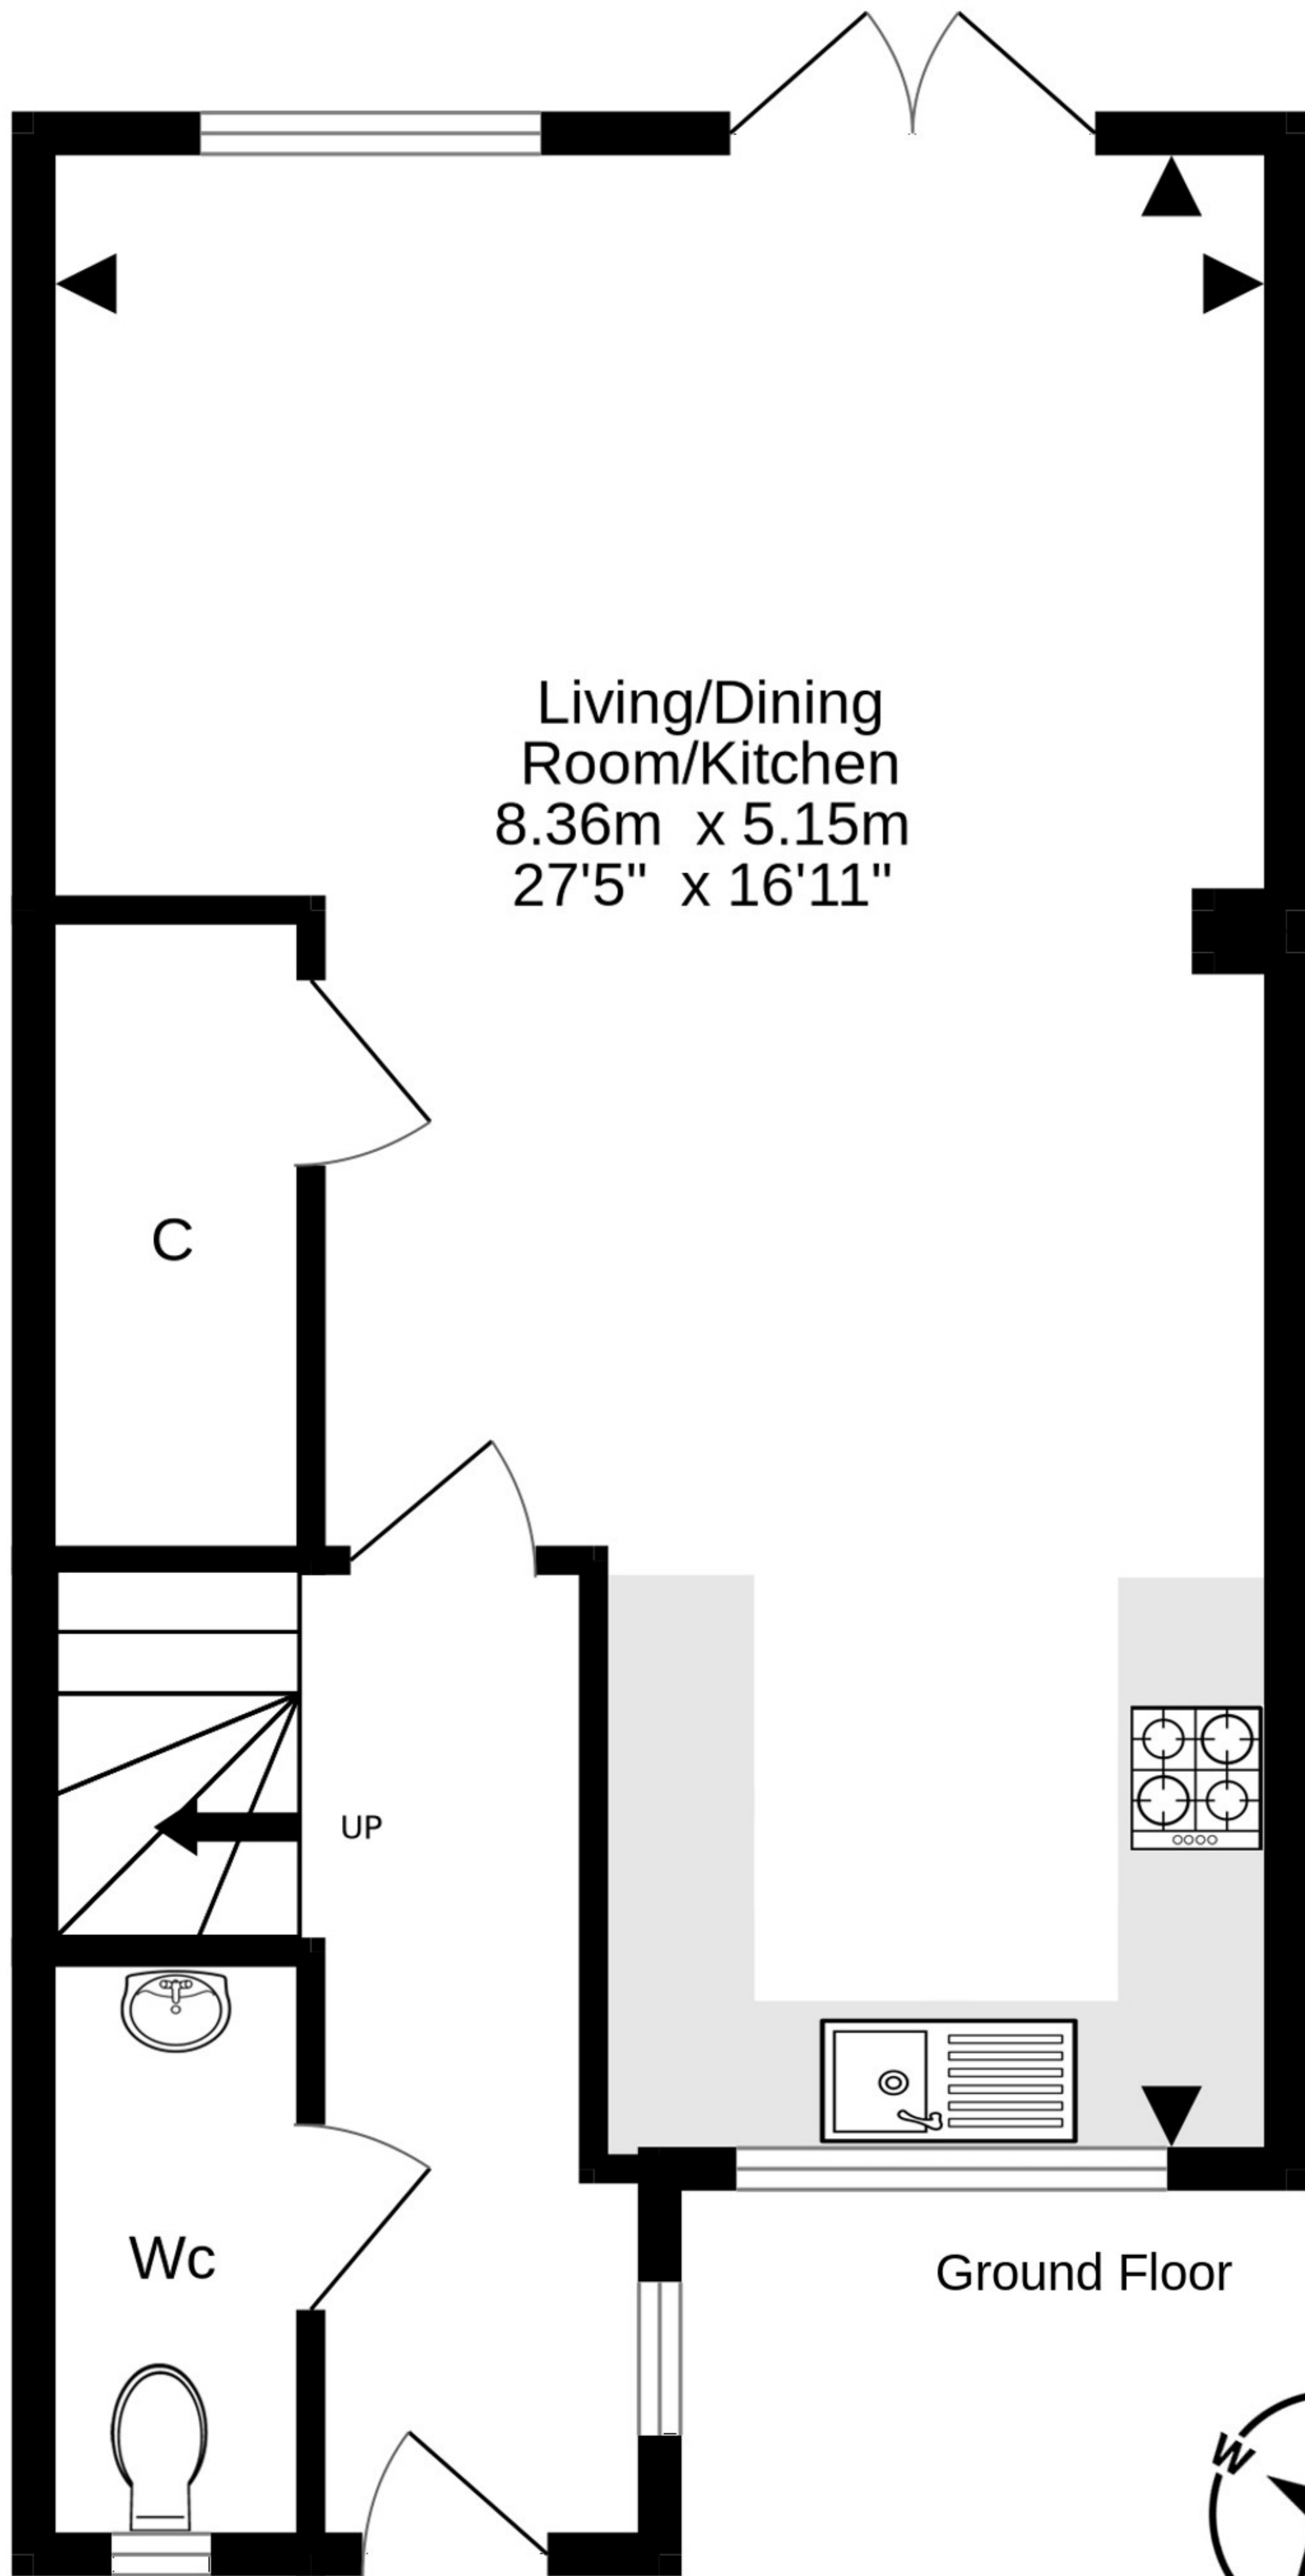 Living/Dining
Room/Kitchen
8.36m x 5.15m
27'5" x 16'11"
C
UP
Wc
Ground Floor
W